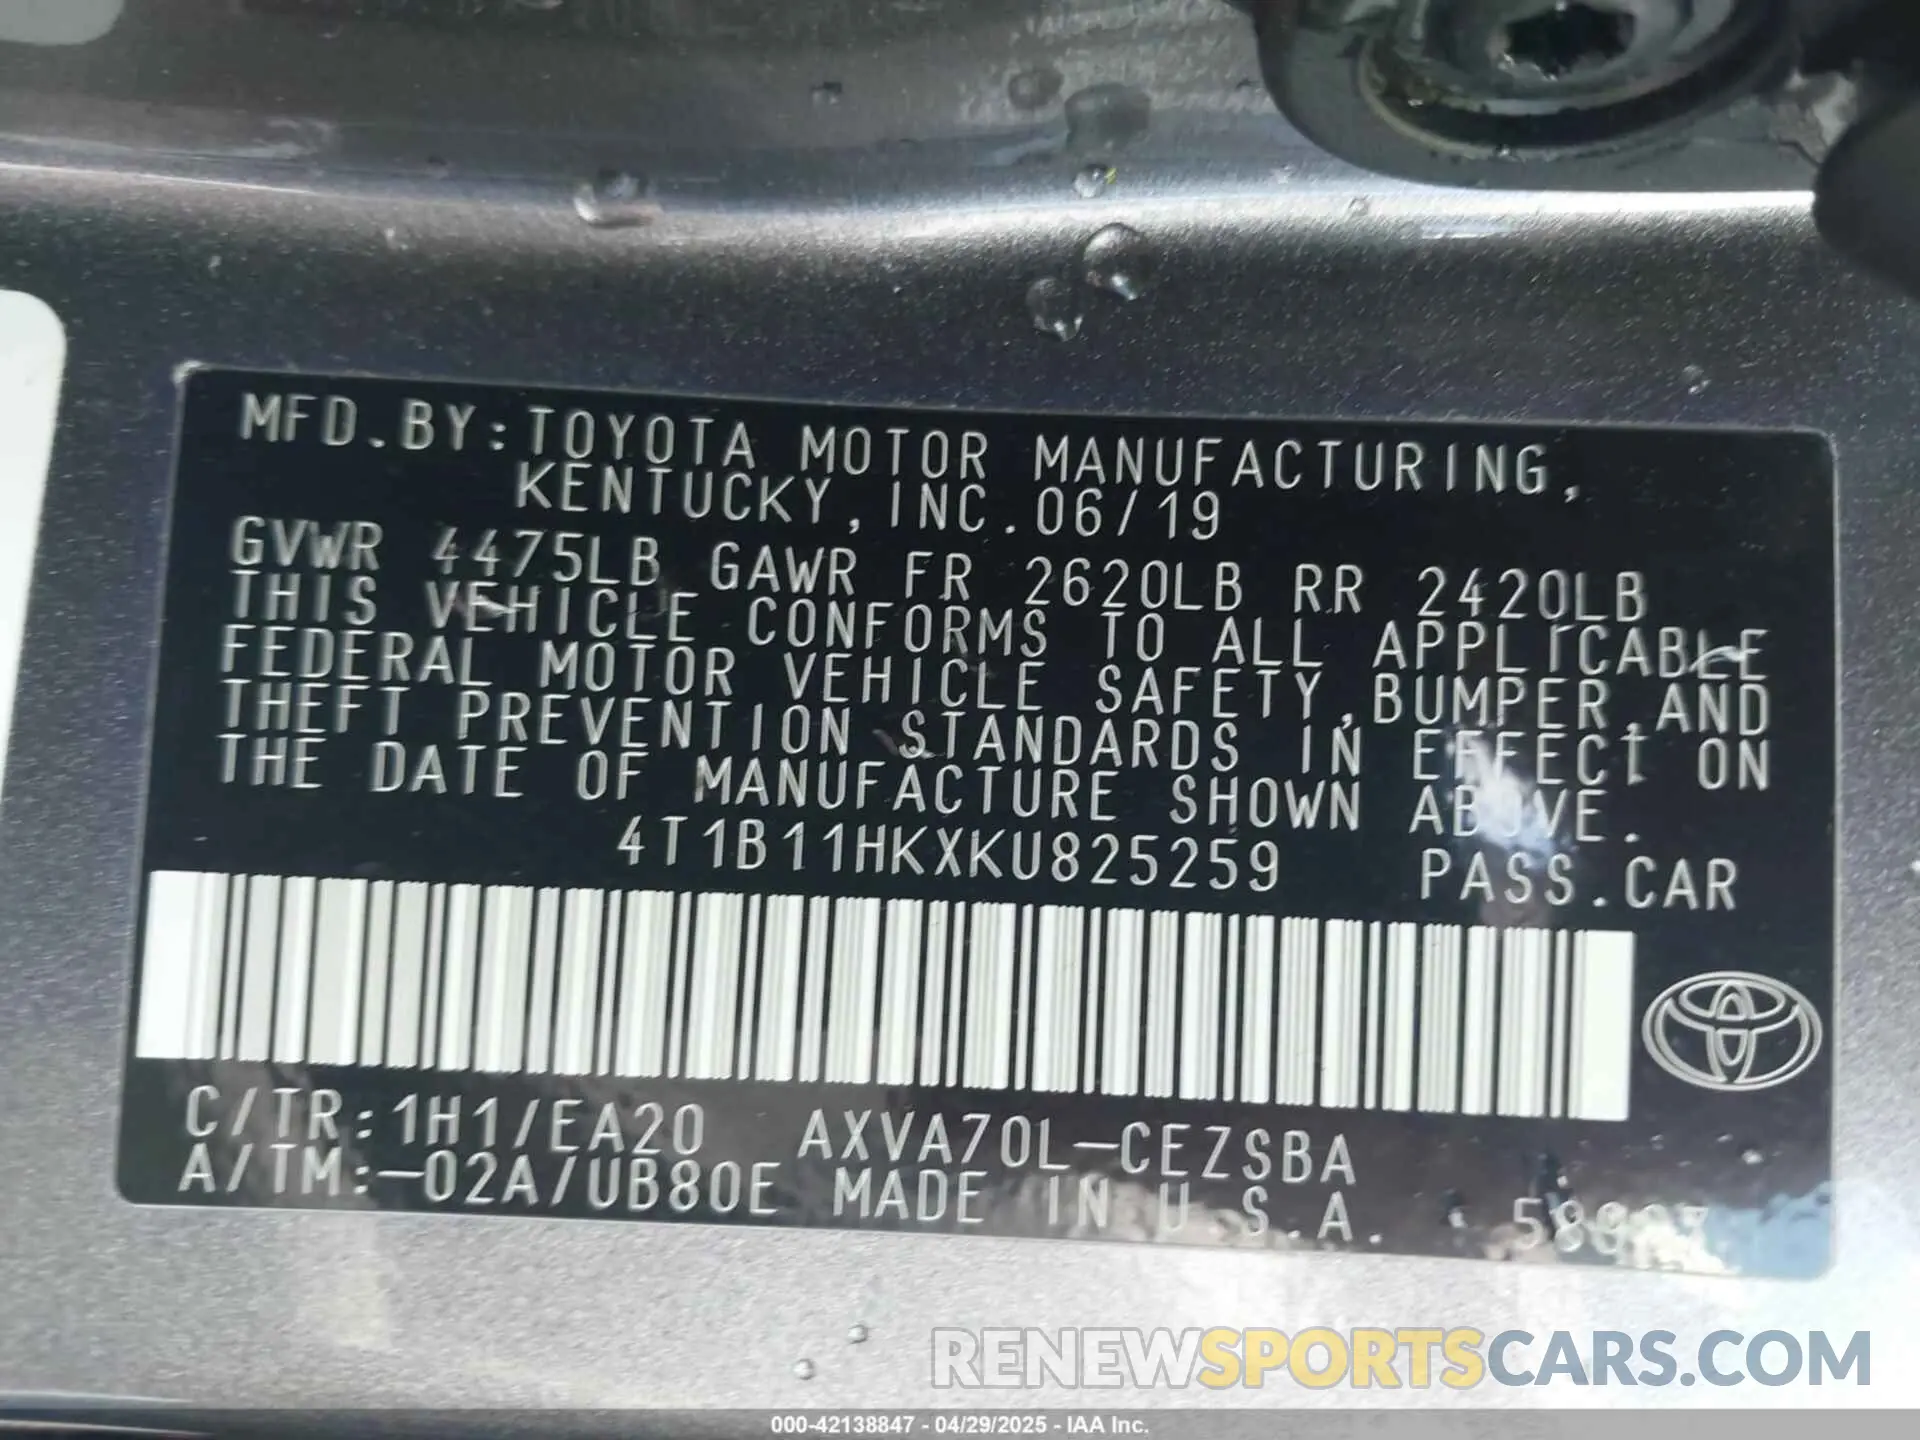 MFD.BY:TOYOTA MOTOR MANUFACTURING,
KENTUCKY,INC.06/19
GVWR 4475LB GAWR FR 2620LB RR 2420LB
THIS VEHICLE CONFORMS TO ALL APPLICABLE
FEDERAL MOTOR VEHICLE SAFETY,BUMPER,AND
THEFT PREVENTION STANDARDS IN EFFECT ON
THE DATE OF MANUFACTURE SHOWN ABOVE.
4T1B11HKXKU825259 PASS.CAR
C/TR:1H1/EA20 AXVA70L-CEZSBA
A/TM:-02A/UB80E MADE IN U.S.A.
RENEWSPORTSCARS.COM
000-42138847 - 04/29/2025 - IAA Inc.